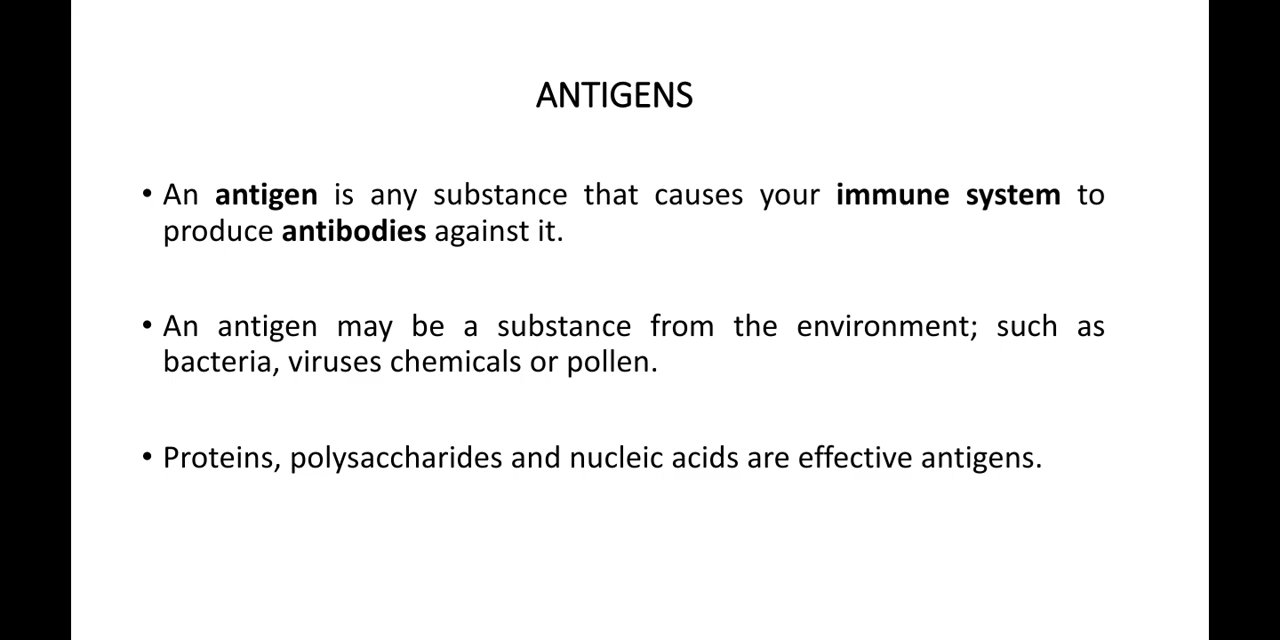 ANTIGENS
• An antigen is any substance that causes your immune system to
produce antibodies against it.
• An antigen may be a substance from the environment; such as
bacteria, viruses chemicals or pollen.
• Proteins, polysaccharides and nucleic acids are effective antigens.